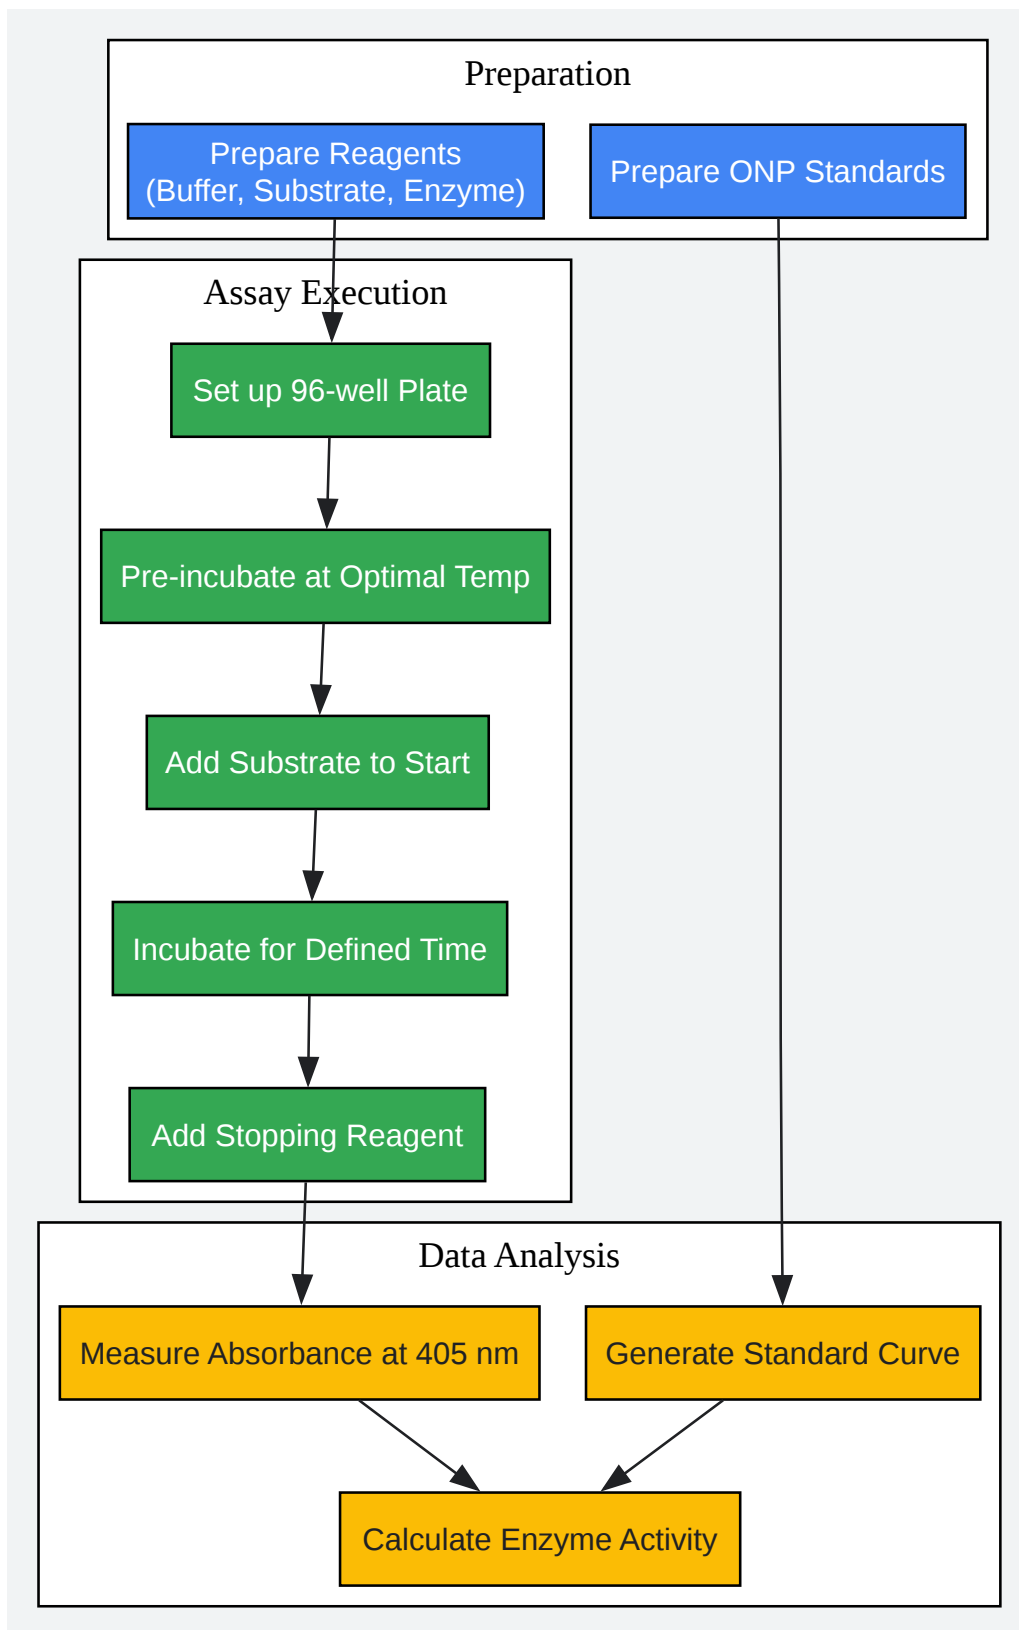 Preparation
Prepare Reagents
(Buffer, Substrate, Enzyme)
Prepare ONP Standards
Assay Execution
Set up 96-well Plate
Pre-incubate at Optimal Temp
Add Substrate to Start
Incubate for Defined Time
Add Stopping Reagent
Data Analysis
Measure Absorbance at 405 nm
Generate Standard Curve
Calculate Enzyme Activity